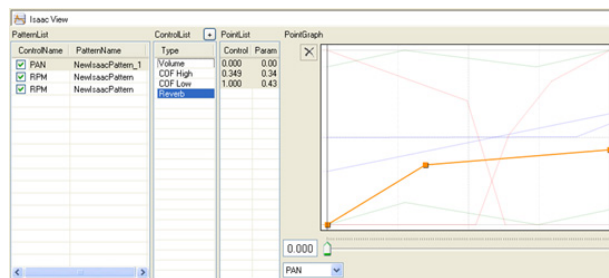 Isaac View
PatternList
ControlName PatternName
PAN NewIsaacPattern_1
RPM NewIsaacPattern
RPM NewIsaacPattern
ControlList +
Type
Volume
COF High
COF Low
Reverb
PointList
Control Param
0.000 0.00
0.349 0.34
1.000 0.43
PointGraph
0.000
PAN